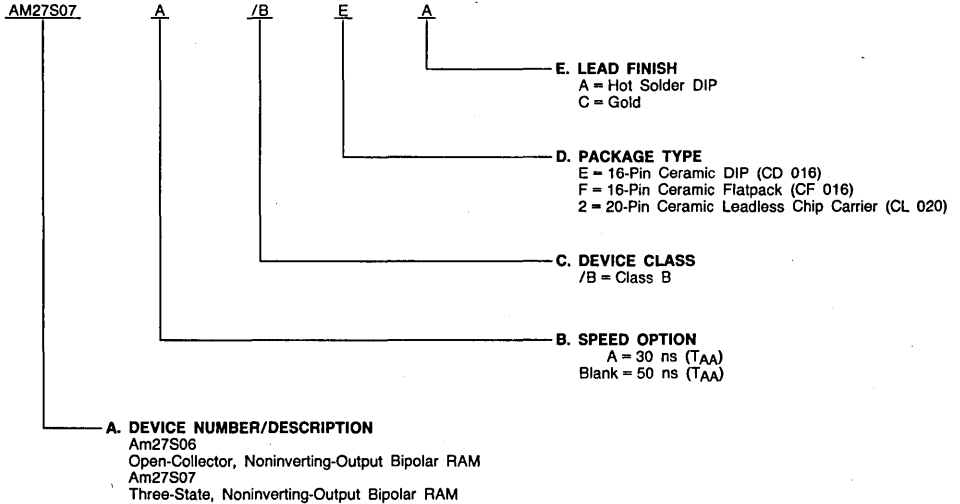 AM27S07 A /B E A
E. LEAD FINISH
A = Hot Solder DIP
C = Gold
D. PACKAGE TYPE
E = 16-Pin Ceramic DIP (CD 016)
F = 16-Pin Ceramic Flatpack (CF 016)
2 = 20-Pin Ceramic Leadless Chip Carrier (CL 020)
C. DEVICE CLASS
/B = Class B
B. SPEED OPTION
A = 30 ns (TAA)
Blank = 50 ns (TAA)
A. DEVICE NUMBER/DESCRIPTION
Am27S06
Open-Collector, Noninverting-Output Bipolar RAM
Am27S07
Three-State, Noninverting-Output Bipolar RAM